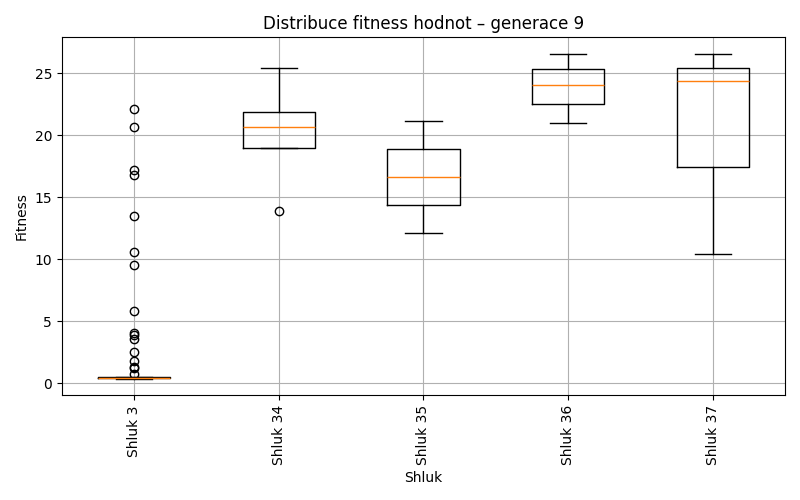 Distribuce fitness hodnot – generace 9
Fitness
25
20
15
10
5
0
Shluk 3
Shluk 34
Shluk 35
Shluk 36
Shluk 37
Shluk